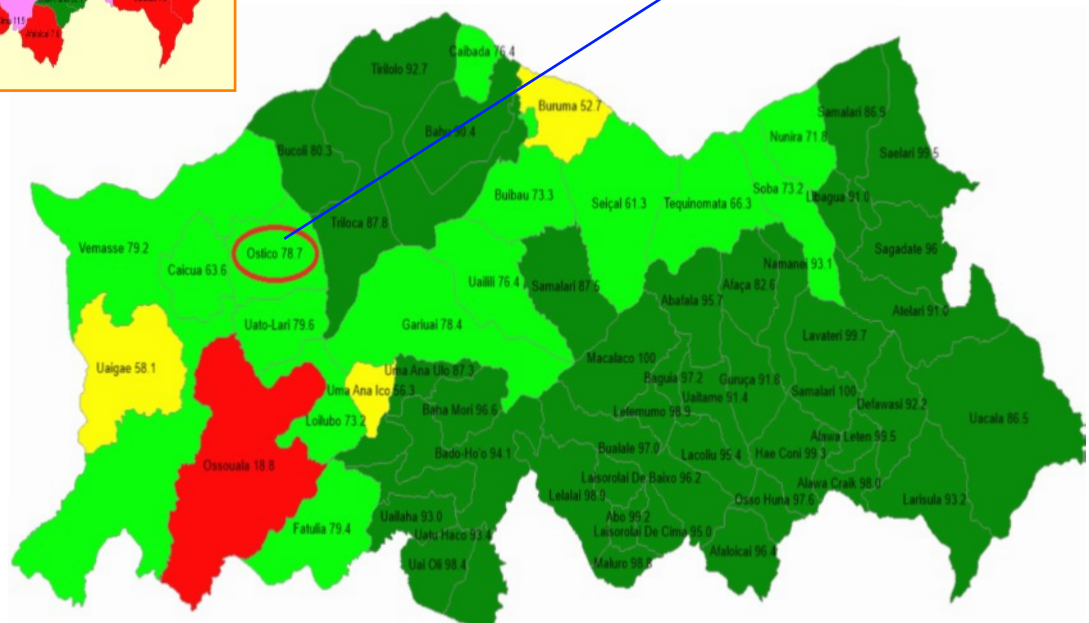 Caibada 76.4
Tirilolo 92.7
Buruma 52.7
Samalari 86.9
Bahu 90.4
Nunira 71.8
Bucoli 80.3
Saelari 99.5
Buibau 73.3
Soba 73.2
Libagua 91.0
Seiçal 61.3
Tequinomata 66.3
Triloca 87.8
Vemasse 79.2
Ostico 78.7
Sagadate 96
Caicua 63.6
Namanei 93.1
Uailili 76.4
Samalari 87.5
Afaça 82.6
Abafala 95.7
Atelari 91.0
Uato-Lari 79.6
Gariuai 78.4
Lavateri 99.7
Macalaco 100
Uaigae 58.1
Uma Ana Ulo 87.3
Baguia 97.2
Guruça 91.8
Uma Ana Ico 56.3
Uaitame 91.4
Samalari 100
Defawasi 92.2
Baha Mori 96.6
Letemumo 98.9
Uacala 86.5
Loilubo 73.2
Alawa Leten 99.5
Bualale 97.0
Bado-Ho'o 94.1
Lacoliu 95.4
Hae Coni 99.3
Ossouala 18.8
Laisorolai De Baixo 96.2
Alawa Craik 98.0
Lelalai 98.9
Osso Huna 97.6
Larisula 93.2
Uailaha 93.0
Abo 99.2
Fatulia 79.4
Uatu Haco 93.4
Laisorolai De Cima 95.0
Afaloicai 96.4
Uai Oli 98.4
Maluro 98.8